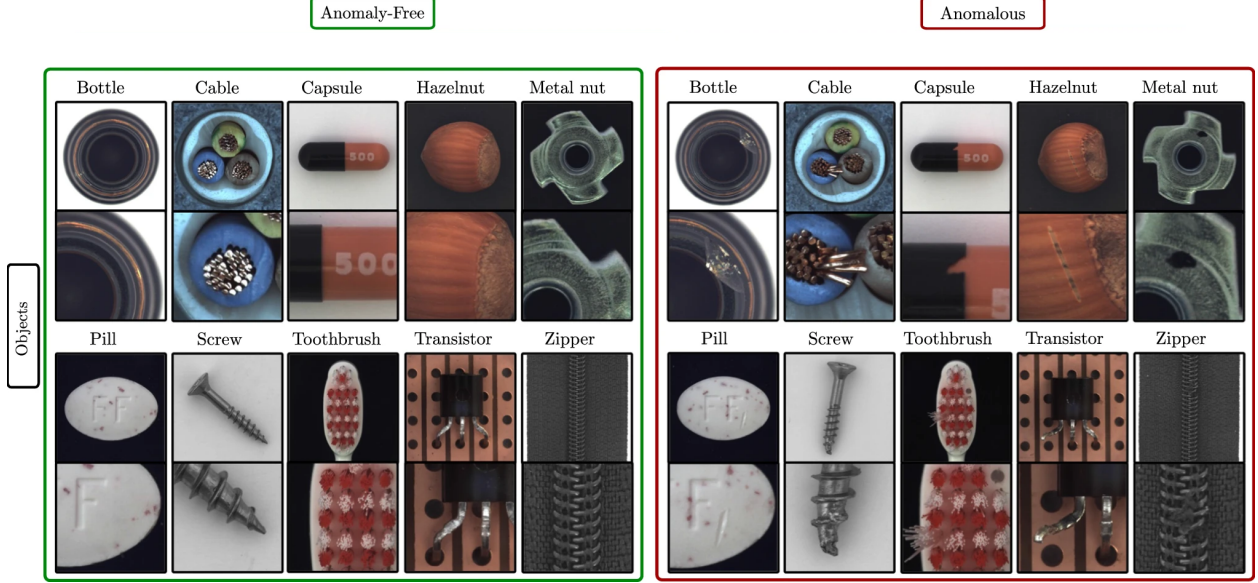 Anomaly-Free
Anomalous
Bottle Cable Capsule Hazelnut Metal nut
Bottle Cable Capsule Hazelnut Metal nut
500
500
500
Objects
Pill Screw Toothbrush Transistor Zipper
Pill Screw Toothbrush Transistor Zipper
FF
FF
F
F